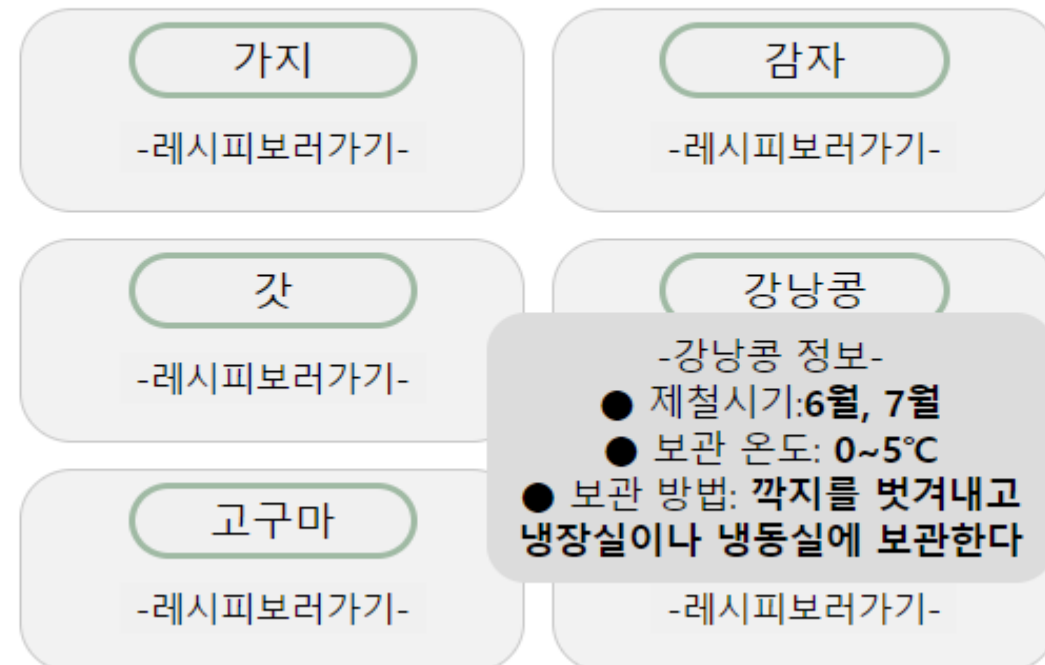 가지
-레시피보러가기-
감자
-레시피보러가기-
갓
-레시피보러가기-
강낭콩
-강낭콩 정보-
● 제철시기:6월, 7월
● 보관 온도: 0~5℃
● 보관 방법: 깍지를 벗겨내고
냉장실이나 냉동실에 보관한다
고구마
-레시피보러가기-
-레시피보러가기-